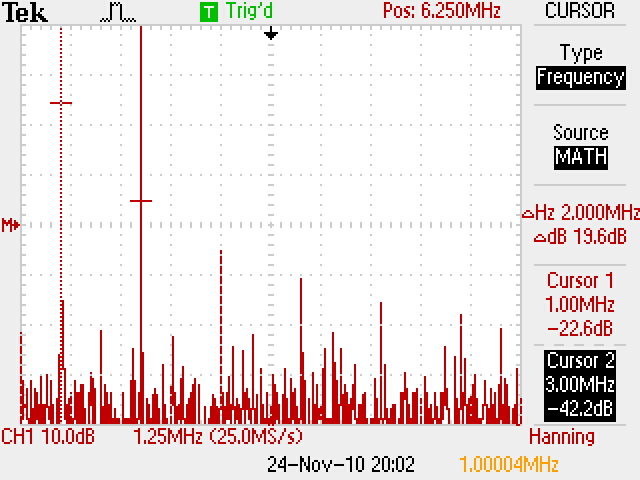 Tek T Trig'd Pos: 6.250MHz CURSOR
Type
Frequency
Source
MATH
M
△Hz 2.000MHz
△dB 19.6dB
Cursor 1
1.00MHz
-22.6dB
Cursor 2
3.00MHz
-42.2dB
CH1 10.0dB 1.25MHz (25.0MS/s) Hanning
24-Nov-10 20:02 1.00004MHz